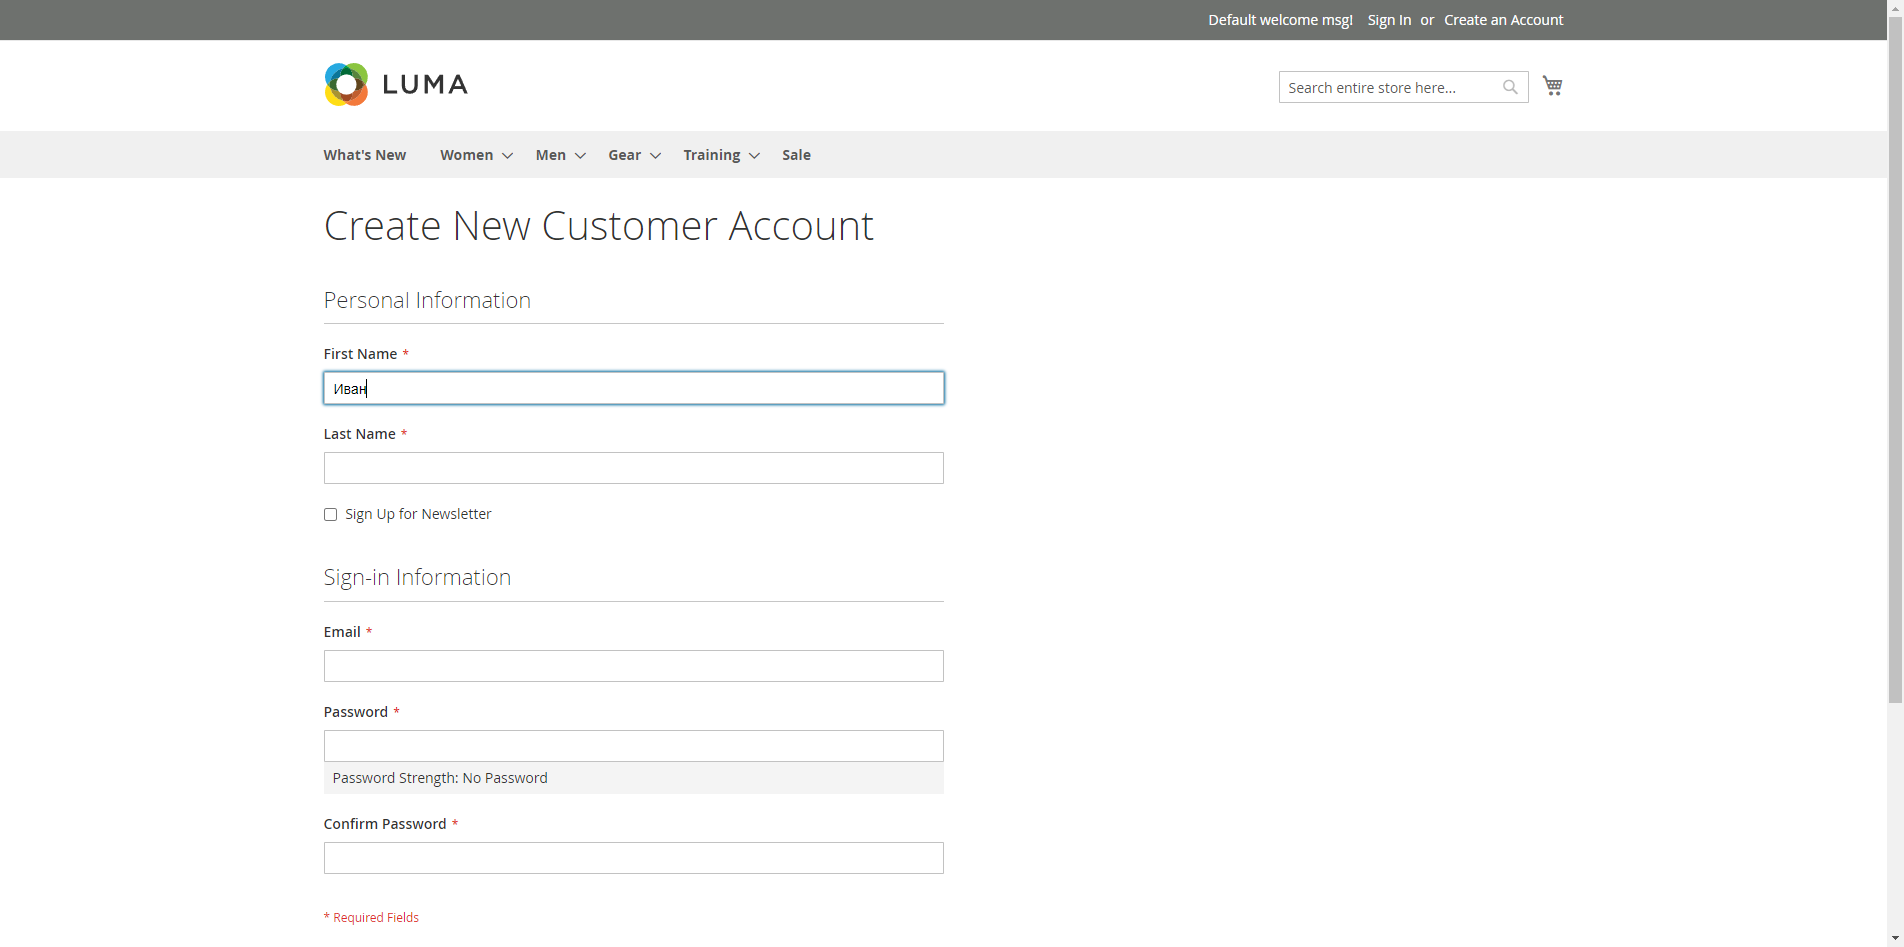 Default welcome msg! Sign In or Create an Account
LUMA
Search entire store here...
What's New Women Men Gear Training Sale
Create New Customer Account
Personal Information
First Name *
Иван
Last Name *
Sign Up for Newsletter
Sign-in Information
Email *
Password *
Password Strength: No Password
Confirm Password *
* Required Fields